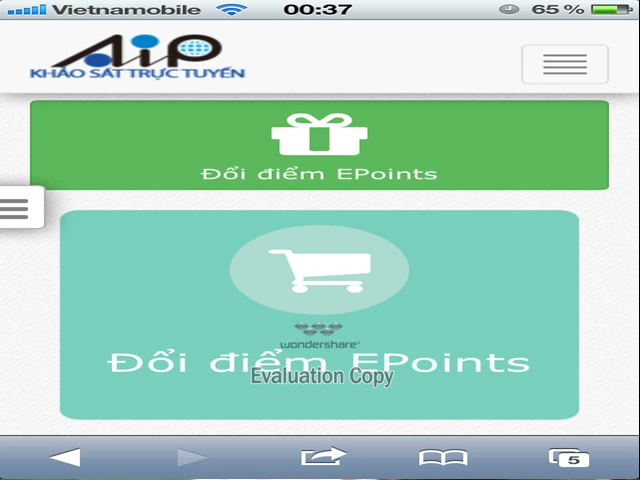 Vietnamobile 00:37 65%
AiP
KHẢO SÁT TRỰC TUYẾN
Đổi điểm EPoints
wondershare®
Đổi điểm EPoints
Evaluation Copy
5